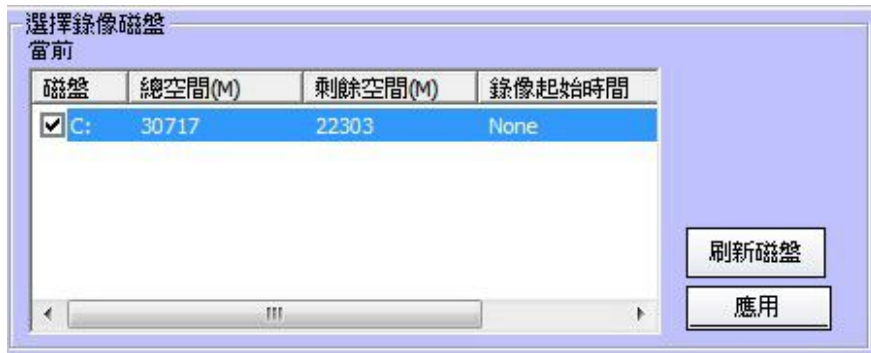 選擇錄像磁盤
當前
磁盤 總空間(M) 剩餘空間(M) 錄像起始時間
C: 30717 22303 None
刷新磁盤
應用